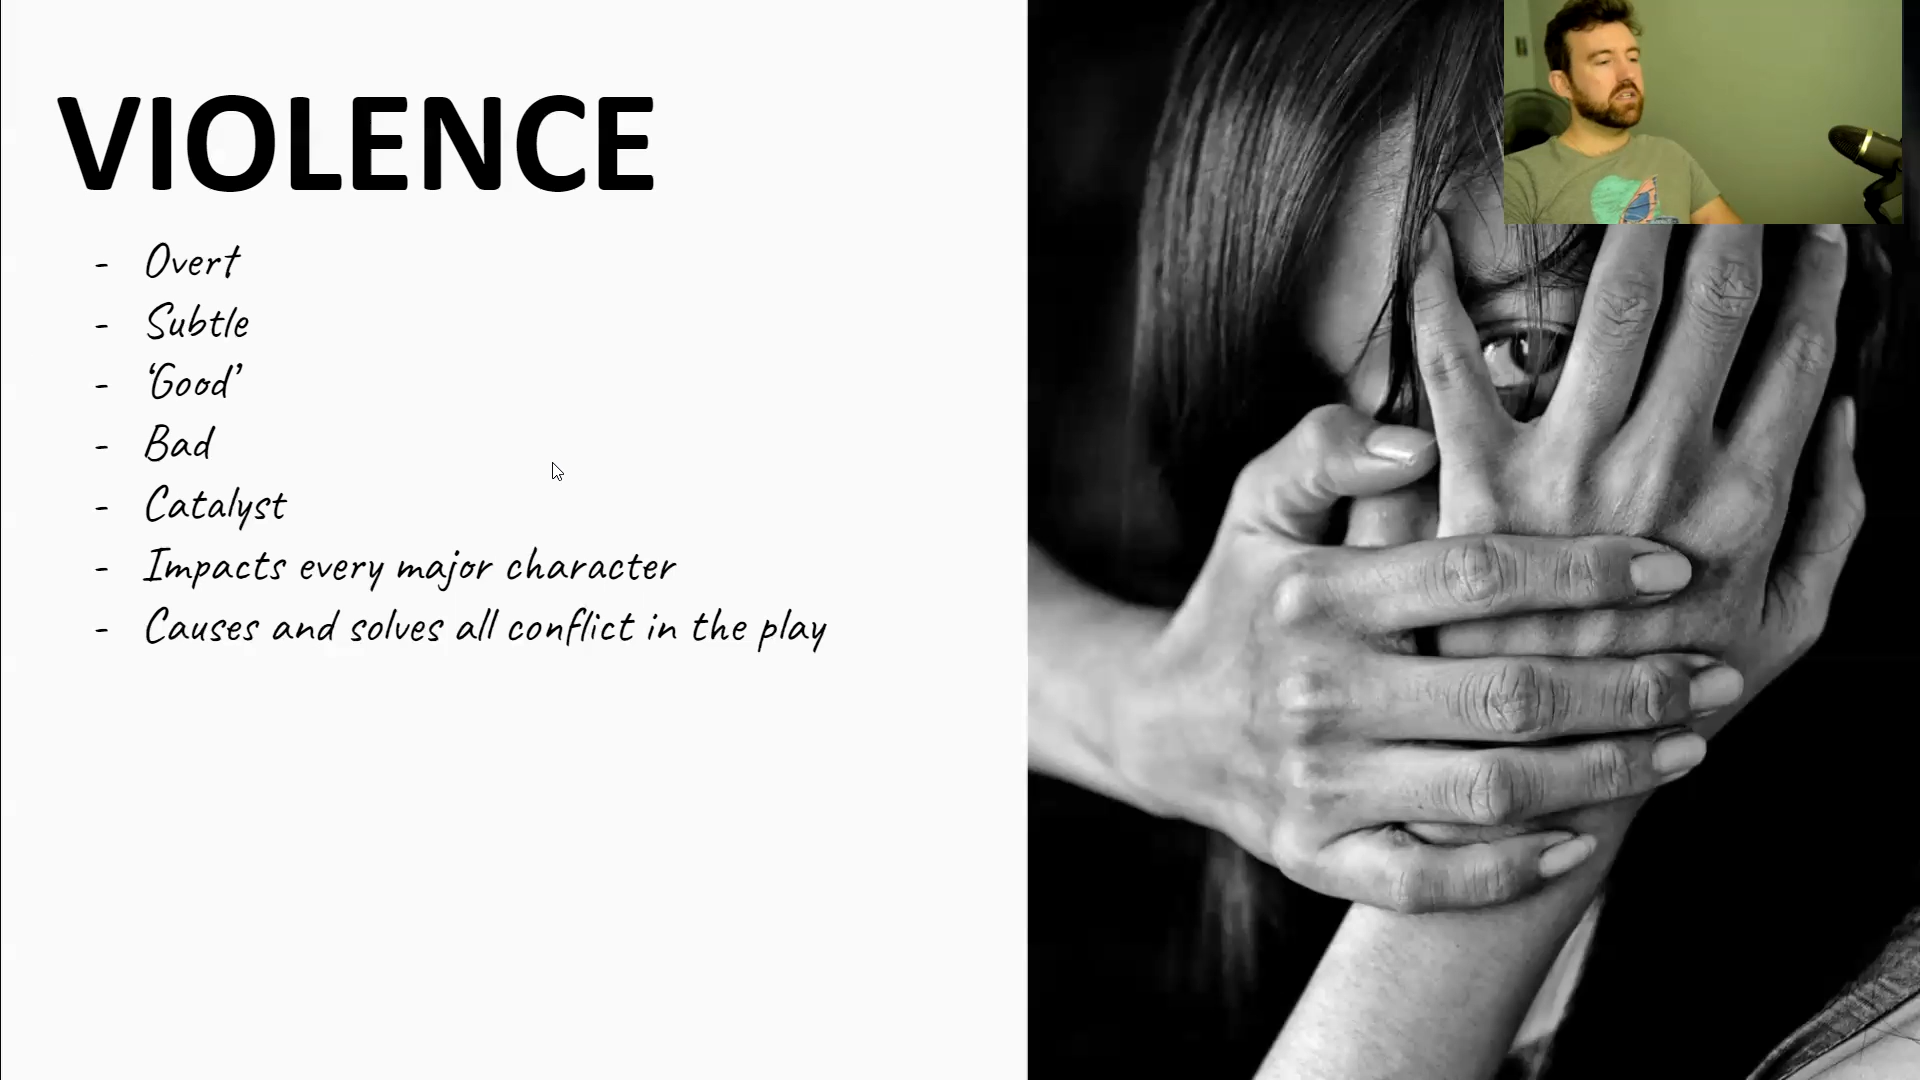 VIOLENCE
- Overt
- Subtle
- ‘Good’
- Bad
- Catalyst
- Impacts every major character
- Causes and solves all conflict in the play